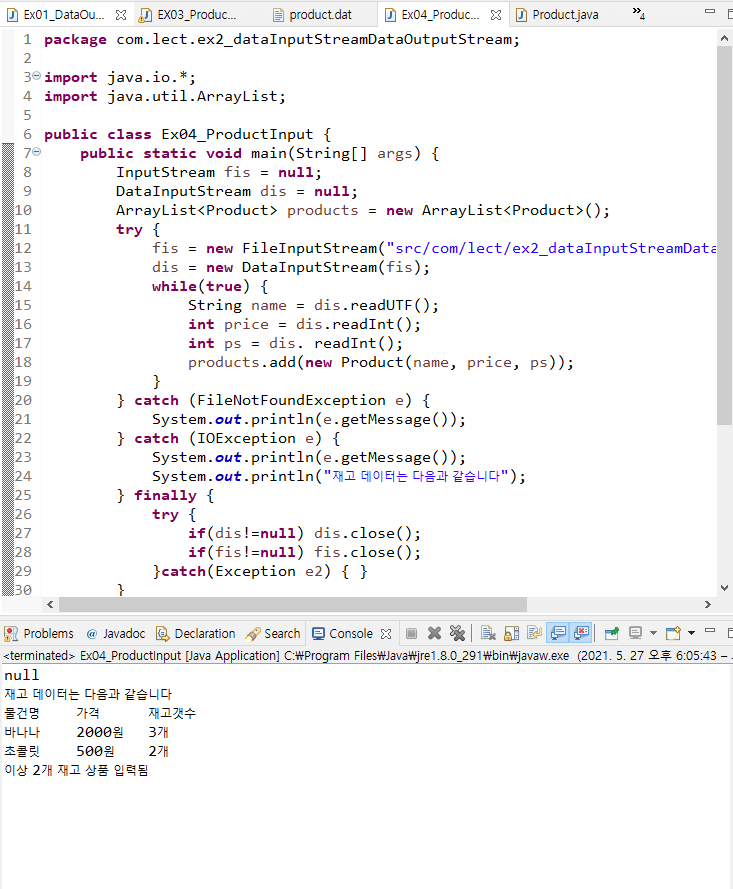 Ex01_DataOu...
EX03_Produc...
product.dat
Ex04_Produc...
Product.java
»4
1 package com.lect.ex2_dataInputStreamDataOutputStream;
2
3 import java.io.*;
4 import java.util.ArrayList;
5
6 public class Ex04_ProductInput {
7 public static void main(String[] args) {
8 InputStream fis = null;
9 DataInputStream dis = null;
10 ArrayList<Product> products = new ArrayList<Product>();
11 try {
12 fis = new FileInputStream("src/com/lect/ex2_dataInputStreamData
13 dis = new DataInputStream(fis);
14 while(true) {
15 String name = dis.readUTF();
16 int price = dis.readInt();
17 int ps = dis. readInt();
18 products.add(new Product(name, price, ps));
19 }
20 } catch (FileNotFoundException e) {
21 System.out.println(e.getMessage());
22 } catch (IOException e) {
23 System.out.println(e.getMessage());
24 System.out.println("재고 데이터는 다음과 같습니다");
25 } finally {
26 try {
27 if(dis!=null) dis.close();
28 if(fis!=null) fis.close();
29 }catch(Exception e2) { }
30 }
Problems @ Javadoc Declaration Search Console
<terminated> Ex04_ProductInput [Java Application] C:₩Program Files₩Java₩jre1.8.0_291₩bin₩javaw.exe (2021. 5. 27 오후 6:05:43 –
null
재고 데이터는 다음과 같습니다
물건명 가격 재고갯수
바나나 2000원 3개
초콜릿 500원 2개
이상 2개 재고 상품 입력됨